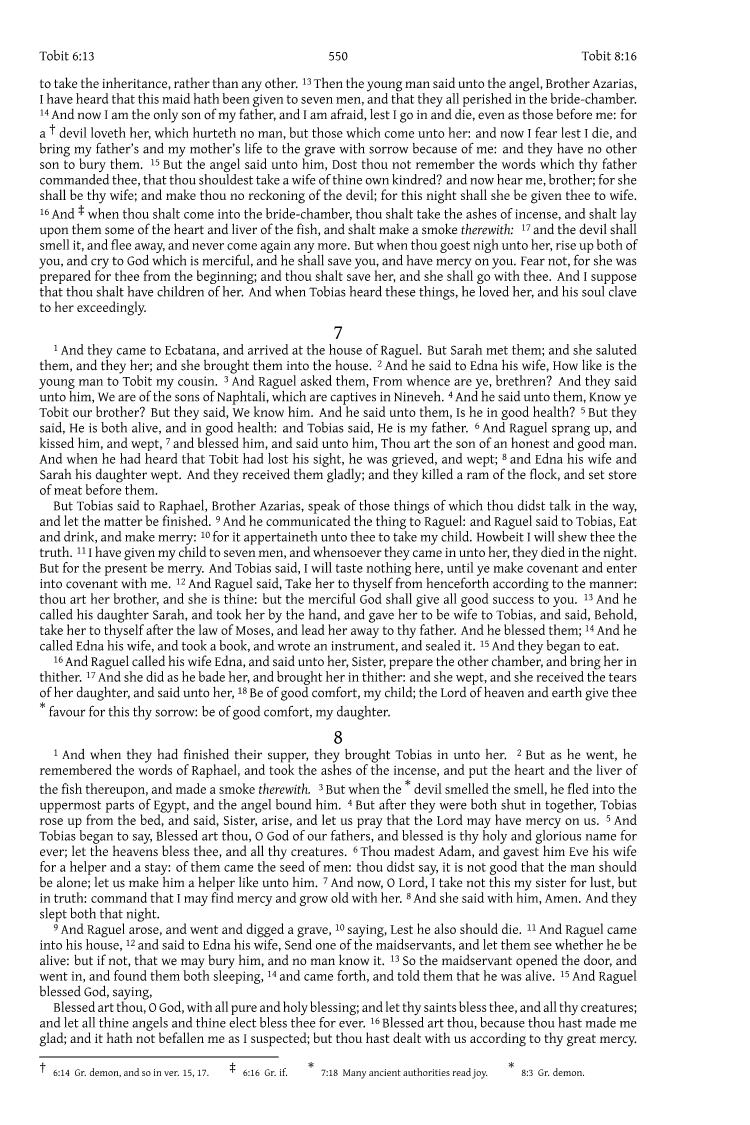 Tobit 6:13 550 Tobit 8:16
to take the inheritance, rather than any other. 13 Then the young man said unto the angel, Brother Azarias,
I have heard that this maid hath been given to seven men, and that they all perished in the bride-chamber.
14 And now I am the only son of my father, and I am afraid, lest I go in and die, even as those before me: for
a † devil loveth her, which hurteth no man, but those which come unto her: and now I fear lest I die, and
bring my father's and my mother's life to the grave with sorrow because of me: and they have no other
son to bury them. 15 But the angel said unto him, Dost thou not remember the words which thy father
commanded thee, that thou shouldest take a wife of thine own kindred? and now hear me, brother; for she
shall be thy wife; and make thou no reckoning of the devil; for this night shall she be given thee to wife.
16 And ‡ when thou shalt come into the bride-chamber, thou shalt take the ashes of incense, and shalt lay
upon them some of the heart and liver of the fish, and shalt make a smoke therewith: 17 and the devil shall
smell it, and flee away, and never come again any more. But when thou goest nigh unto her, rise up both of
you, and cry to God which is merciful, and he shall save you, and have mercy on you. Fear not, for she was
prepared for thee from the beginning; and thou shalt save her, and she shall go with thee. And I suppose
that thou shalt have children of her. And when Tobias heard these things, he loved her, and his soul clave
to her exceedingly.
7
1 And they came to Ecbatana, and arrived at the house of Raguel. But Sarah met them; and she saluted
them, and they her; and she brought them into the house. 2 And he said to Edna his wife, How like is the
young man to Tobit my cousin. 3 And Raguel asked them, From whence are ye, brethren? And they said
unto him, We are of the sons of Naphtali, which are captives in Nineveh. 4 And he said unto them, Know ye
Tobit our brother? But they said, We know him. And he said unto them, Is he in good health? 5 But they
said, He is both alive, and in good health: and Tobias said, He is my father. 6 And Raguel sprang up, and
kissed him, and wept, 7 and blessed him, and said unto him, Thou art the son of an honest and good man.
And when he had heard that Tobit had lost his sight, he was grieved, and wept; 8 and Edna his wife and
Sarah his daughter wept. And they received them gladly; and they killed a ram of the flock, and set store
of meat before them.
But Tobias said to Raphael, Brother Azarias, speak of those things of which thou didst talk in the way,
and let the matter be finished. 9 And he communicated the thing to Raguel: and Raguel said to Tobias, Eat
and drink, and make merry: 10 for it appertaineth unto thee to take my child. Howbeit I will shew thee the
truth. 11 I have given my child to seven men, and whensoever they came in unto her, they died in the night.
But for the present be merry. And Tobias said, I will taste nothing here, until ye make covenant and enter
into covenant with me. 12 And Raguel said, Take her to thyself from henceforth according to the manner:
thou art her brother, and she is thine: but the merciful God shall give all good success to you. 13 And he
called his daughter Sarah, and took her by the hand, and gave her to be wife to Tobias, and said, Behold,
take her to thyself after the law of Moses, and lead her away to thy father. And he blessed them; 14 And he
called Edna his wife, and took a book, and wrote an instrument, and sealed it. 15 And they began to eat.
16 And Raguel called his wife Edna, and said unto her, Sister, prepare the other chamber, and bring her in
thither. 17 And she did as he bade her, and brought her in thither: and she wept, and she received the tears
of her daughter, and said unto her, 18 Be of good comfort, my child; the Lord of heaven and earth give thee
* favour for this thy sorrow: be of good comfort, my daughter.
8
1 And when they had finished their supper, they brought Tobias in unto her. 2 But as he went, he
remembered the words of Raphael, and took the ashes of the incense, and put the heart and the liver of
the fish thereupon, and made a smoke therewith. 3 But when the * devil smelled the smell, he fled into the
uppermost parts of Egypt, and the angel bound him. 4 But after they were both shut in together, Tobias
rose up from the bed, and said, Sister, arise, and let us pray that the Lord may have mercy on us. 5 And
Tobias began to say, Blessed art thou, O God of our fathers, and blessed is thy holy and glorious name for
ever; let the heavens bless thee, and all thy creatures. 6 Thou madest Adam, and gavest him Eve his wife
for a helper and a stay: of them came the seed of men: thou didst say, it is not good that the man should
be alone; let us make him a helper like unto him. 7 And now, O Lord, I take not this my sister for lust, but
in truth: command that I may find mercy and grow old with her. 8 And she said with him, Amen. And they
slept both that night.
9 And Raguel arose, and went and digged a grave, 10 saying, Lest he also should die. 11 And Raguel came
into his house, 12 and said to Edna his wife, Send one of the maidservants, and let them see whether he be
alive: but if not, that we may bury him, and no man know it. 13 So the maidservant opened the door, and
went in, and found them both sleeping, 14 and came forth, and told them that he was alive. 15 And Raguel
blessed God, saying,
Blessed art thou, O God, with all pure and holy blessing; and let thy saints bless thee, and all thy creatures;
and let all thine angels and thine elect bless thee for ever. 16 Blessed art thou, because thou hast made me
glad; and it hath not befallen me as I suspected; but thou hast dealt with us according to thy great mercy.
† 6:14 Gr. demon, and so in ver. 15, 17. ‡ 6:16 Gr. if. * 7:18 Many ancient authorities read joy. * 8:3 Gr. demon.